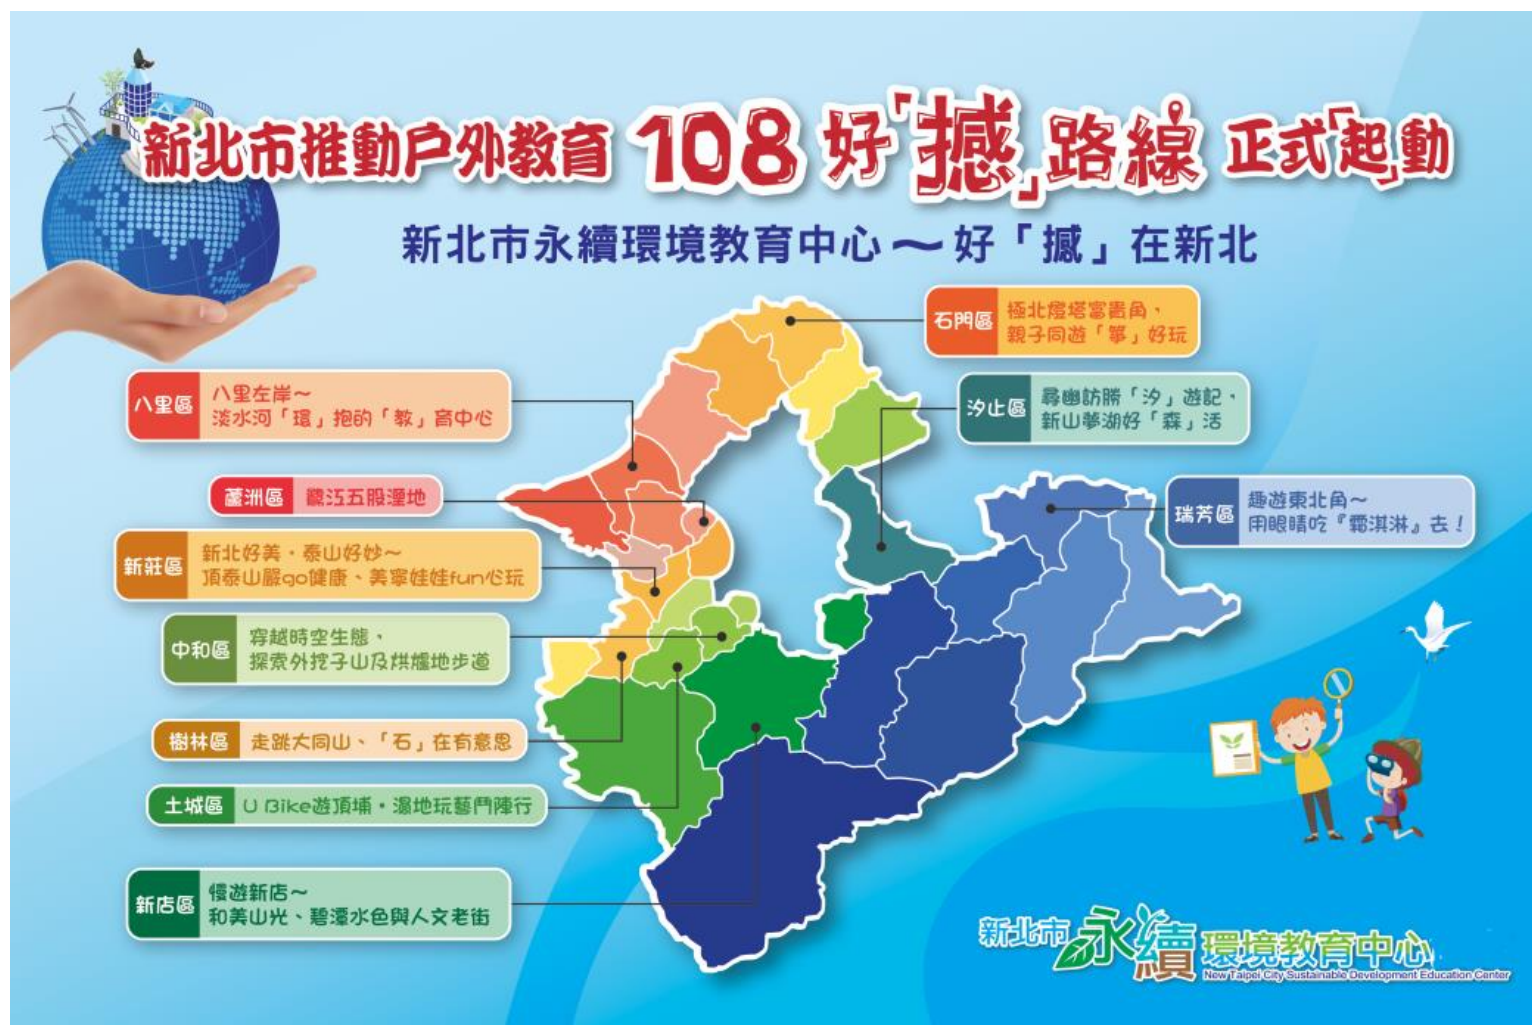 新北市推動戶外教育 108 好「撼」路線 正式「起」動
新北市永續環境教育中心～好「撼」在新北
石門區
極北燈塔富貴角，
親子同遊「箏」好玩
八里區
八里左岸～
淡水河「環」抱的「教」育中心
汐止區
尋幽訪勝「汐」遊記，
新山夢湖好「森」活
蘆洲區
鷺江五股溼地
瑞芳區
趣遊東北角～
用眼睛吃『霜淇淋』去！
新莊區
新北好美．泰山好妙～
頂泰山巖go健康、美寧娃娃fun心玩
中和區
穿越時空生態，
探索外挖子山及烘爐地步道
樹林區
走跳大同山、「石」在有意思
土城區
U Bike遊頂埔．濕地玩藝鬥陣行
新店區
慢遊新店～
和美山光、碧潭水色與人文老街
新北市永續環境教育中心
New Taipei City Sustainable Development Education Center